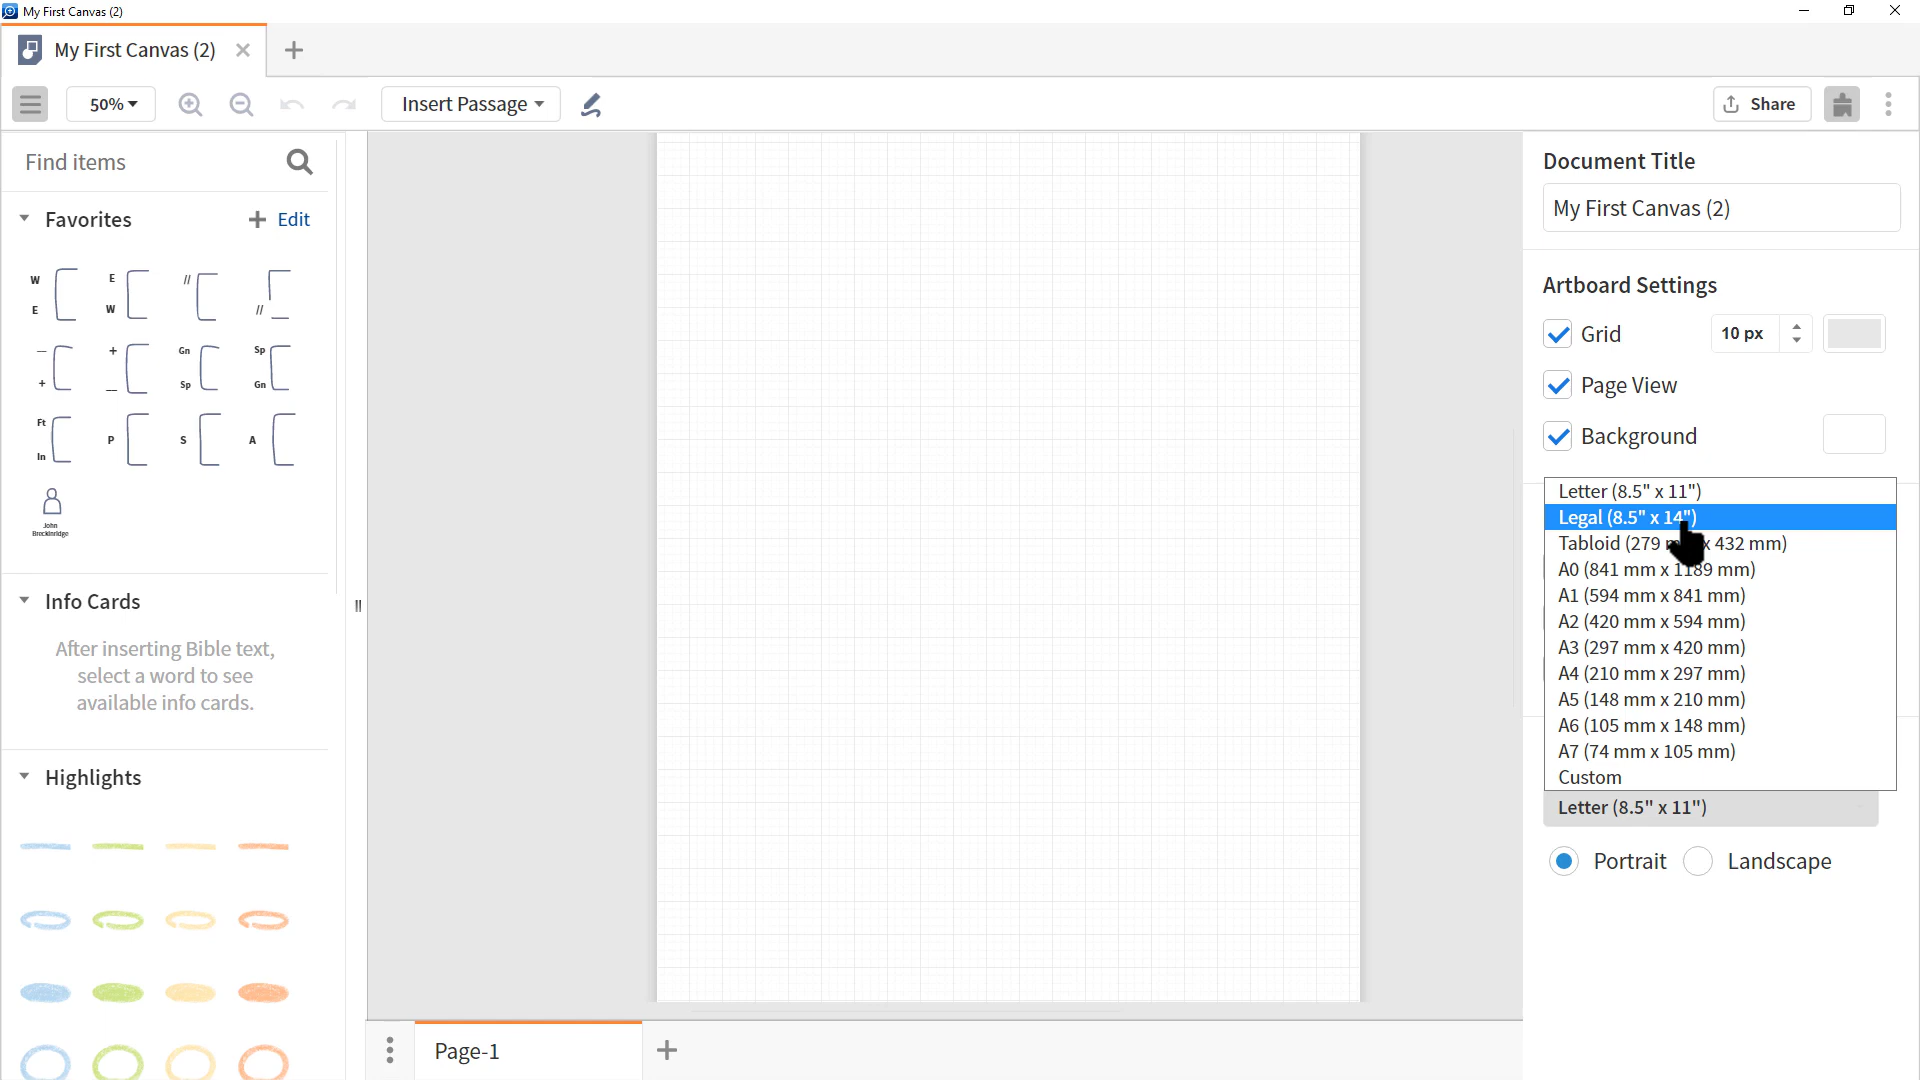 My First Canvas (2)
My First Canvas (2)
50%
Insert Passage
Share
Find items
Favorites
Edit
W E
E W
//
//
— +
+ —
Gn Sp
Sp Gn
Ft In
P
S
A
John Breckinridge
Info Cards
After inserting Bible text,
select a word to see
available info cards.
Highlights
Page-1
Document Title
My First Canvas (2)
Artboard Settings
Grid
10 px
Page View
Background
Letter (8.5" x 11")
Legal (8.5" x 14")
Tabloid (279 x 432 mm)
A0 (841 mm x 1189 mm)
A1 (594 mm x 841 mm)
A2 (420 mm x 594 mm)
A3 (297 mm x 420 mm)
A4 (210 mm x 297 mm)
A5 (148 mm x 210 mm)
A6 (105 mm x 148 mm)
A7 (74 mm x 105 mm)
Custom
Letter (8.5" x 11")
Portrait
Landscape